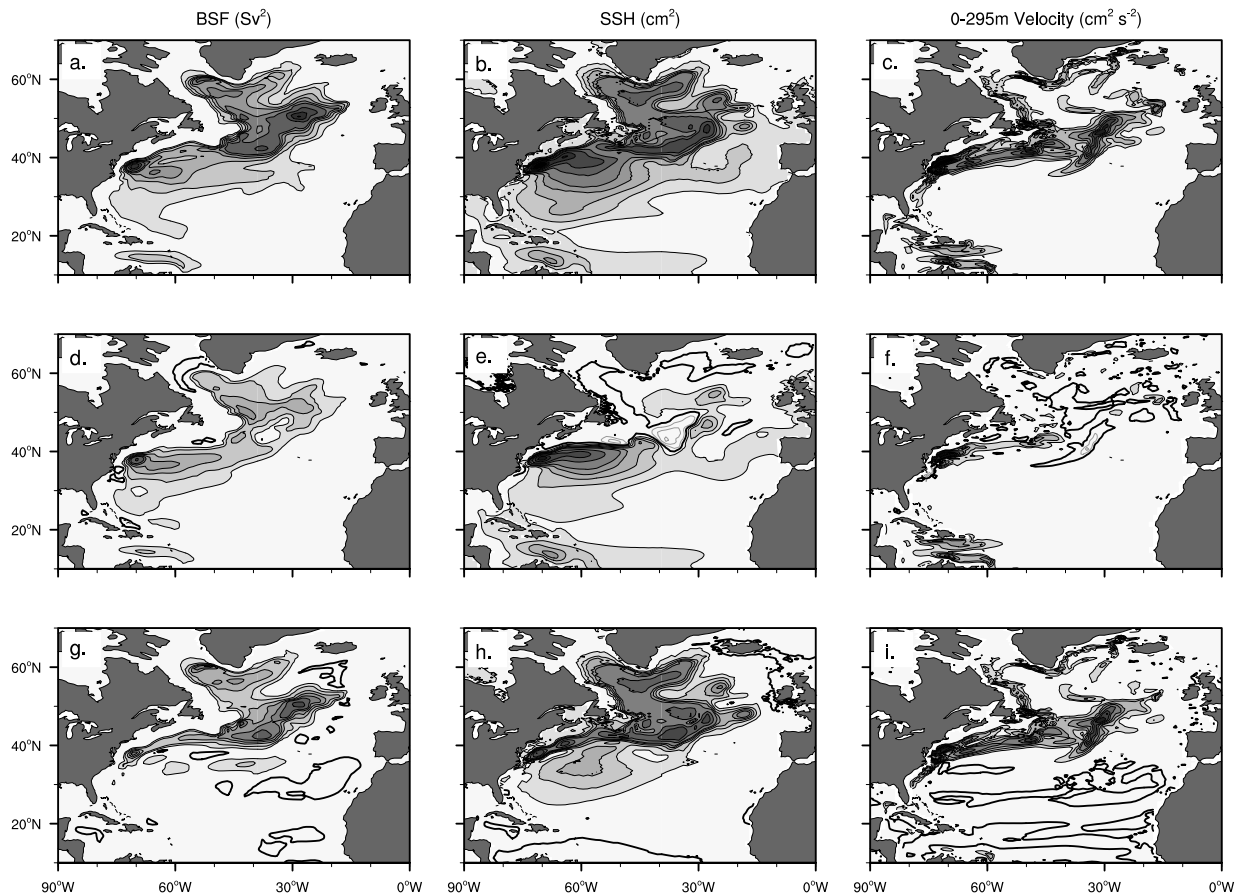 BSF (Sv²) SSH (cm²) 0-295m Velocity (cm² s⁻²)
a. b. c.
60°N
40°N
20°N
d. e. f.
60°N
40°N
20°N
g. h. i.
60°N
40°N
20°N
90°W 60°W 30°W 0°W 90°W 60°W 30°W 0°W 90°W 60°W 30°W 0°W